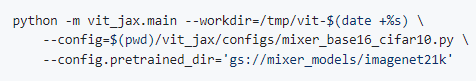 python -m vit_jax.main --workdir=/tmp/vit-$(date +%s) \
    --config=$(pwd)/vit_jax/configs/mixer_base16_cifar10.py \
    --config.pretrained_dir='gs://mixer_models/imagenet21k'